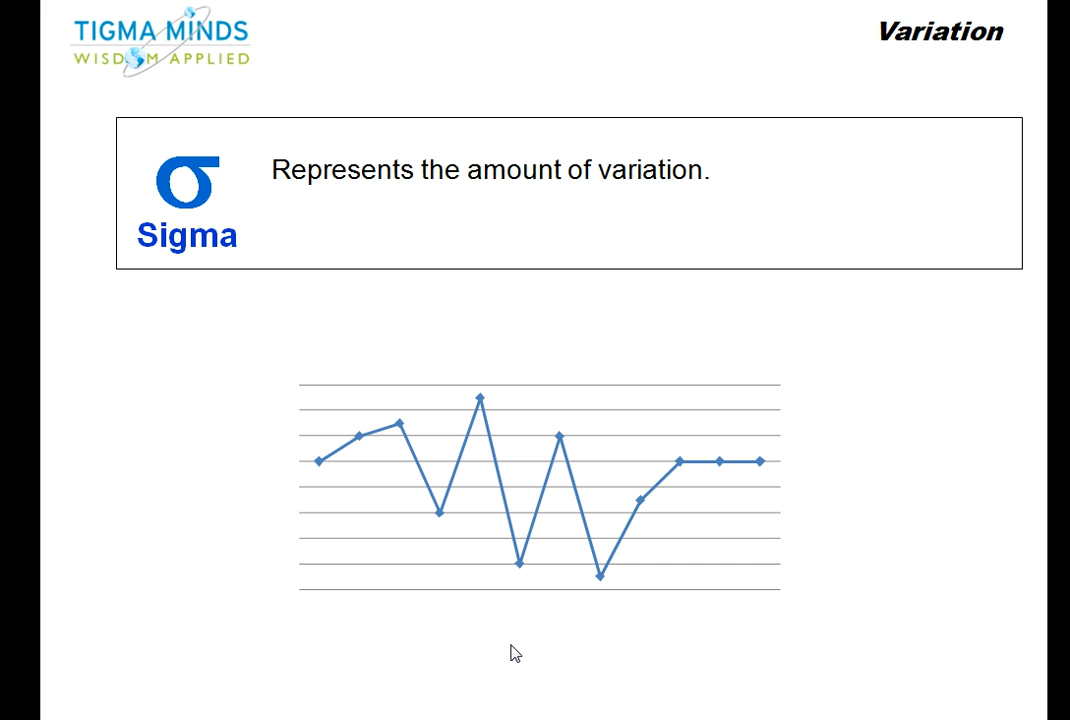 TIGMA MINDS
WISDOM APPLIED
Variation
σ
Represents the amount of variation.
Sigma